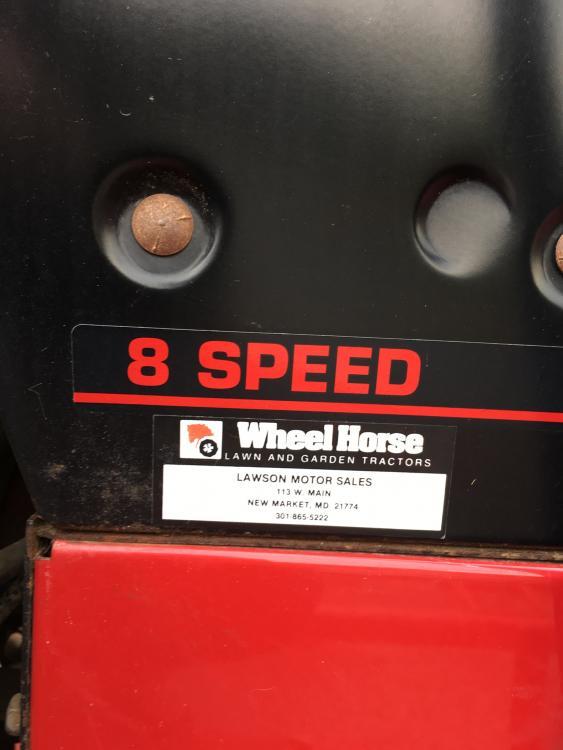 8 SPEED
Wheel Horse
LAWN AND GARDEN TRACTORS
LAWSON MOTOR SALES
113 W. MAIN
NEW MARKET, MD 21774
301-865-5222